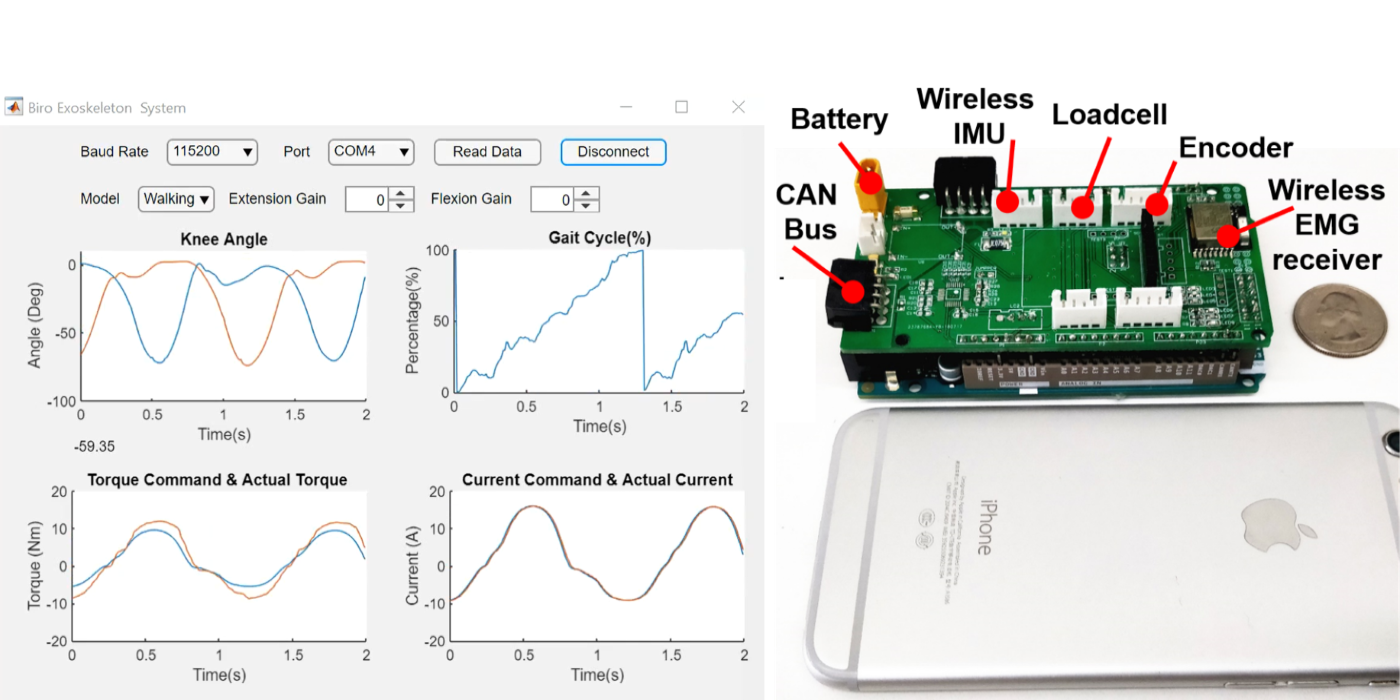 Biro Exoskeleton System
Baud Rate 115200 Port COM4 Read Data Disconnect
Model Walking Extension Gain 0 Flexion Gain 0
Knee Angle
0
-50
-100
Angle (Deg)
0 0.5 1 1.5 2
Time(s)
-59.35
Gait Cycle(%)
100
50
0
Percentage(%)
0 0.5 1 1.5 2
Time(s)
Torque Command & Actual Torque
20
10
0
-10
-20
Torque (Nm)
0 0.5 1 1.5 2
Time(s)
Current Command & Actual Current
20
10
0
-10
-20
Current (A)
0 0.5 1 1.5 2
Time(s)
Battery
Wireless
IMU
Loadcell
Encoder
CAN
Bus
Wireless
EMG
receiver
POWER
ANALOG IN
iPhone